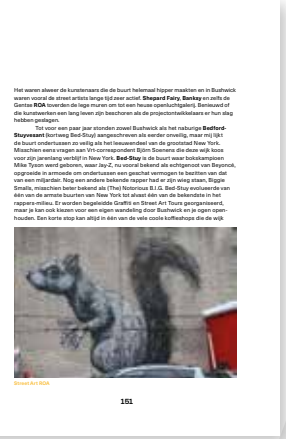 Het waren alweer de kunstenaars die de buurt helemaal hipper maakten en in Bushwick
waren vooral de street artists lange tijd zeer actief. Shepard Fairy, Banksy en zelfs de
Gentse ROA toverden de lege muren om tot een heuse openluchtgalerij. Benieuwd of
die kunstwerken een lang leven zijn beschoren als de projectontwikkelaars er hun slag
hebben geslagen.
Tot voor een paar jaar stonden zowel Bushwick als het naburige Bedford-
Stuyvesant (kortweg Bed-Stuy) aangeschreven als eerder onveilig, maar mij lijkt
de buurt ondertussen zo veilig als het leeuwendeel van de grootstad New York.
Misschien eens vragen aan Vrt-correspondent Björn Soenens die deze wijk koos
voor zijn jarenlang verblijf in New York. Bed-Stuy is de buurt waar bokskampioen
Mike Tyson werd geboren, waar Jay-Z, nu vooral bekend als echtgenoot van Beyoncé,
opgroeide in armoede om ondertussen een geschat vermogen te bezitten van dat
van een miljardair. Nog een andere bekende rapper had er zijn wieg staan, Biggie
Smalls, misschien beter bekend als (The) Notorious B.I.G. Bed-Stuy evolueerde van
één van de armste buurten van New York tot alvast één van de bekendste in het
rappers-milieu. Er worden begeleidde Graffiti en Street Art Tours georganiseerd,
maar je kan ook kiezen voor een eigen wandeling door Bushwick en je ogen open-
houden. Een korte stop kan altijd in één van de vele coole koffieshops die de wijk
Street Art ROA
151